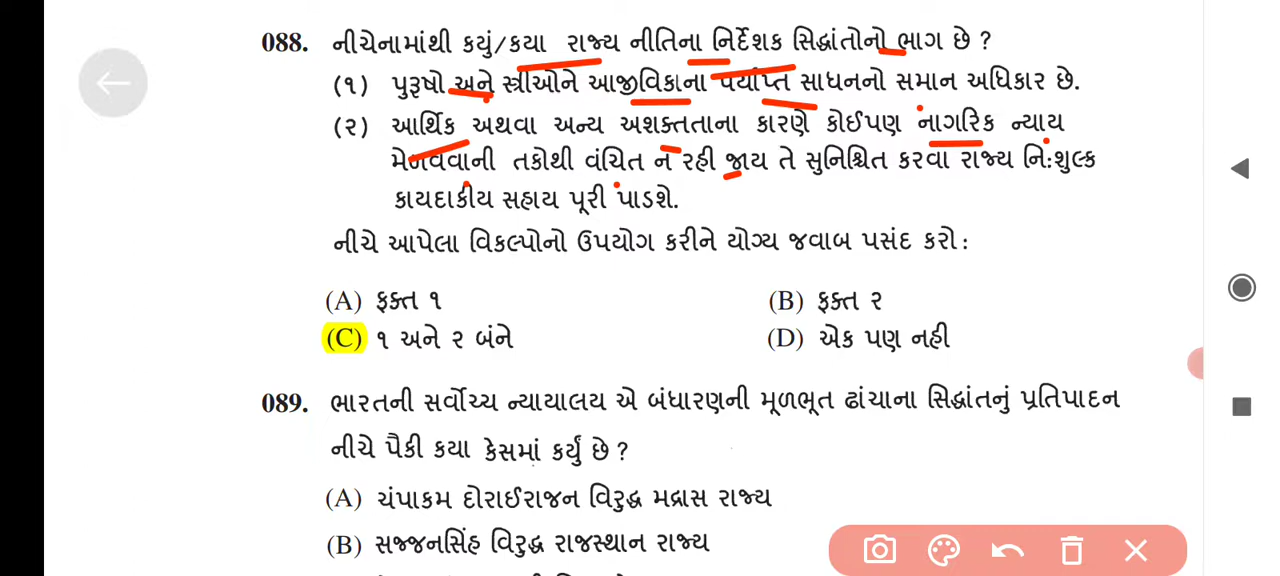 088. નીચેનામાંથી કયું/કયા રાજ્ય નીતિના નિર્દેશક સિદ્ધાંતોનો ભાગ છે ?
(૧) પુરૂષો અને સ્ત્રીઓને આજીવિકાના પર્યાપ્ત સાધનનો સમાન અધિકાર છે.
(૨) આર્થિક અથવા અન્ય અશક્તતાના કારણે કોઈપણ નાગરિક ન્યાય
મેળવવાની તકોથી વંચિત ન રહી જાય તે સુનિશ્ચિત કરવા રાજ્ય નિઃશુલ્ક
કાયદાકીય સહાય પૂરી પાડશે.
નીચે આપેલા વિકલ્પોનો ઉપયોગ કરીને યોગ્ય જવાબ પસંદ કરો :
(A) ફક્ત ૧ (B) ફક્ત ૨
(C) ૧ અને ૨ બંને (D) એક પણ નહી
089. ભારતની સર્વોચ્ચ ન્યાયાલય એ બંધારણની મૂળભૂત ઢાંચાના સિદ્ધાંતનું પ્રતિપાદન
નીચે પૈકી કયા કેસમાં કર્યું છે ?
(A) ચંપાકમ દોરાઈરાજન વિરુદ્ધ મદ્રાસ રાજ્ય
(B) સજ્જનસિંહ વિરુદ્ધ રાજસ્થાન રાજ્ય